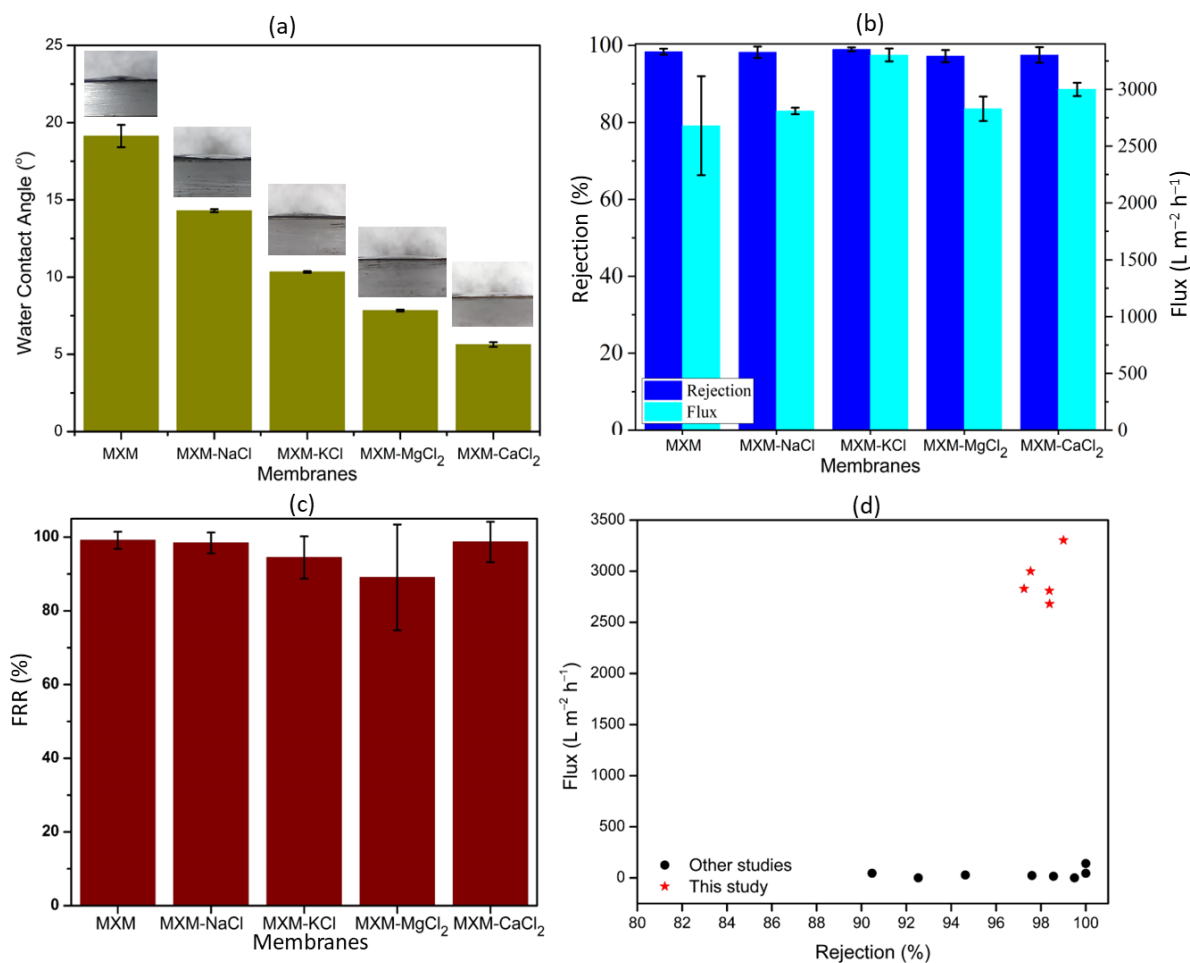 (a)
25
20
15
10
5
0
Water Contact Angle (°)
MXM MXM-NaCl MXM-KCl MXM-MgCl₂ MXM-CaCl₂
Membranes
(b)
100
80
60
40
20
0
Rejection (%)
Rejection
Flux
3000
2500
2000
1500
1000
500
0
Flux (L m⁻² h⁻¹)
MXM MXM-NaCl MXM-KCl MXM-MgCl₂ MXM-CaCl₂
Membranes
(c)
100
80
60
40
20
0
FRR (%)
MXM MXM-NaCl MXM-KCl MXM-MgCl₂ MXM-CaCl₂
Membranes
(d)
3500
3000
2500
2000
1500
1000
500
0
Flux (L m⁻² h⁻¹)
Other studies
This study
80 82 84 86 88 90 92 94 96 98 100
Rejection (%)